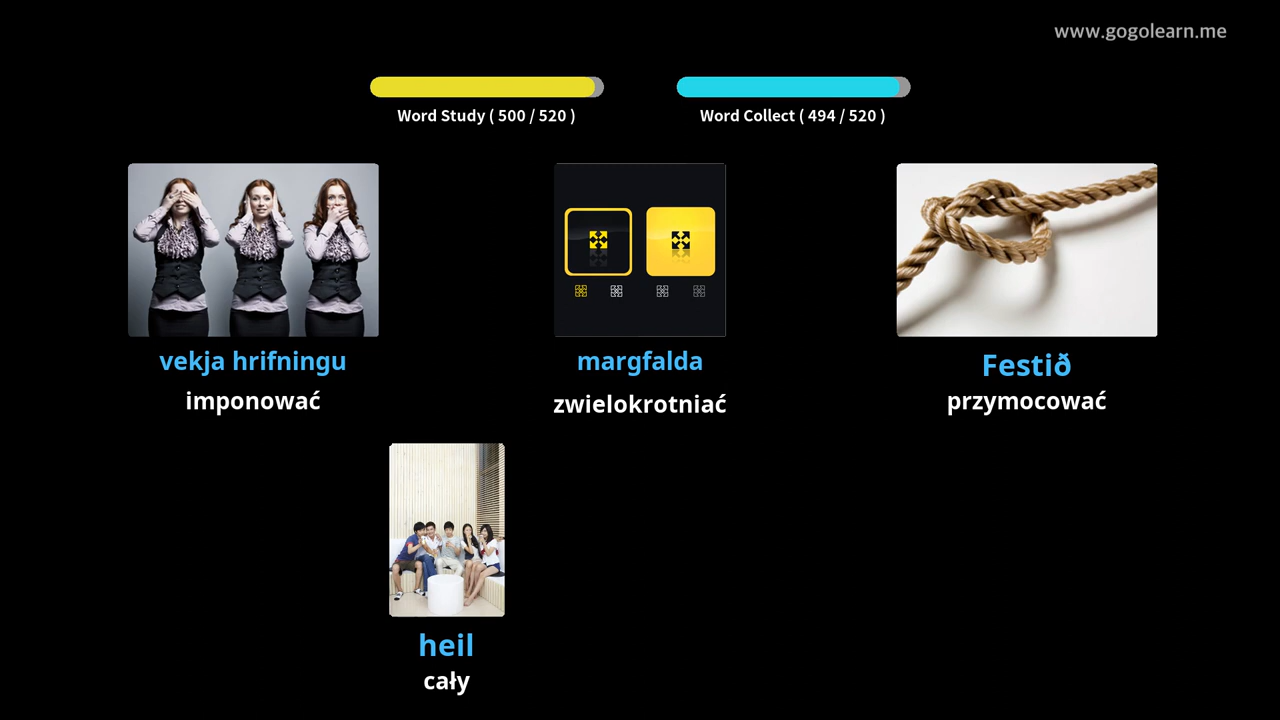 www.gogolearn.me
Word Study ( 500 / 520 )
Word Collect ( 494 / 520 )
vekja hrifningu
imponować
margfalda
zwielokrotniać
Festið
przymocować
heil
cały